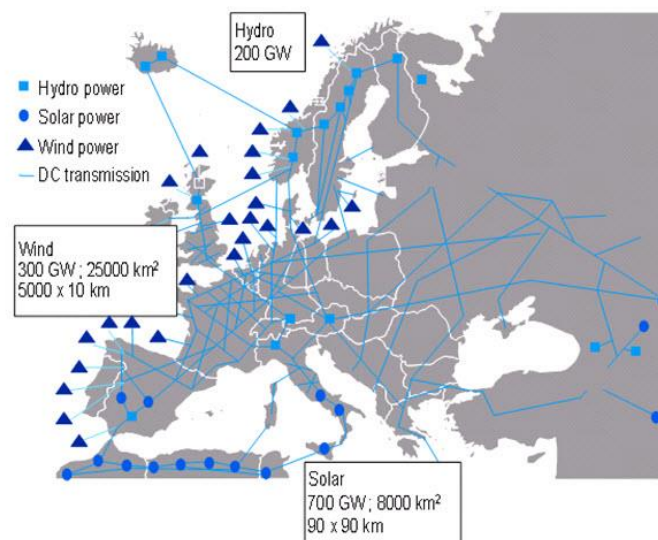 Hydro
200 GW
Hydro power
Solar power
Wind power
DC transmission
Wind
300 GW ; 25000 km²
5000 x 10 km
Solar
700 GW ; 8000 km²
90 x 90 km